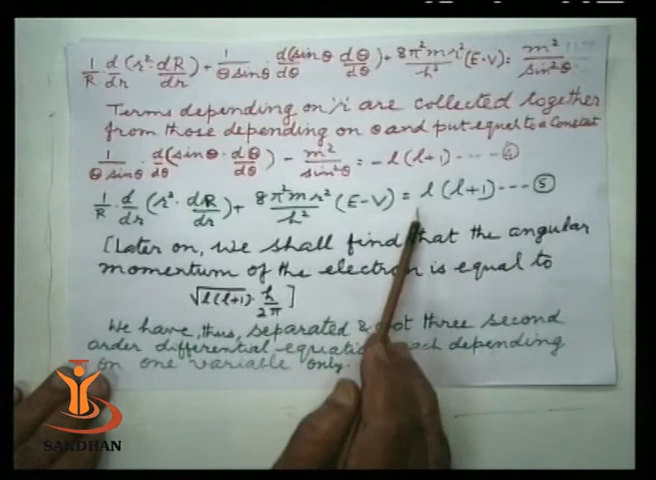 1/R d/dr (r² · dR/dr) + 1/Θ sinθ · d/dθ (sinθ dΘ/dθ) + 8π²mr²/h² (E-V) = m²/sin²θ
Terms depending on 'r' are collected together
from those depending on θ and put equal to a Constant
1/Θ sinθ · d/dθ (sinθ · dΘ/dθ) - m²/sin²θ = - l (l+1) ---- ④
1/R · d/dr (r² · dR/dr) + 8π²mr²/h² (E-V) = l (l+1) --- ⑤
[Later on, we shall find that the angular
momentum of the electron is equal to
√l(l+1) · h/2π ]
We have, thus, separated & got three second
order differential equatio each depending
on one variable only.
SANDHAN